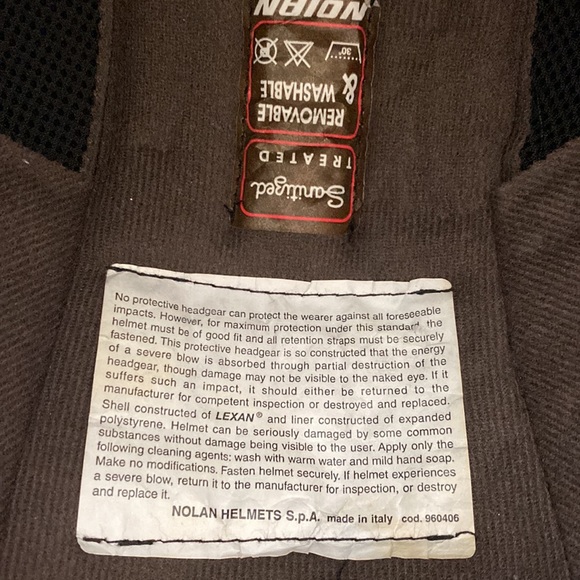 NOLAN
30°
REMOVABLE
& WASHABLE
Sanitized
TREATED
No protective headgear can protect the wearer against all foreseeable
impacts. However, for maximum protection under this standard, the
helmet must be of good fit and all retention straps must be securely
fastened. This protective headgear is so constructed that the energy
of a severe blow is absorbed through partial destruction of the
headgear, though damage may not be visible to the naked eye. If it
suffers such an impact, it should either be returned to the
manufacturer for competent inspection or destroyed and replaced.
Shell constructed of LEXAN® and liner constructed of expanded
polystyrene. Helmet can be seriously damaged by some common
substances without damage being visible to the user. Apply only the
following cleaning agents: wash with warm water and mild hand soap.
Make no modifications. Fasten helmet securely. If helmet experiences
a severe blow, return it to the manufacturer for inspection, or destroy
and replace it.
NOLAN HELMETS S.p.A. made in italy cod. 960406